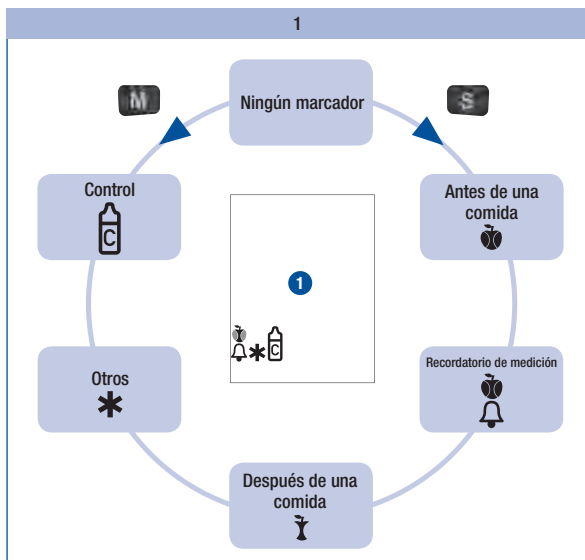 1
M
Ningún marcador
S
Control
C
Antes de una
comida
1
C
Otros
Recordatorio de medición
Después de una
comida